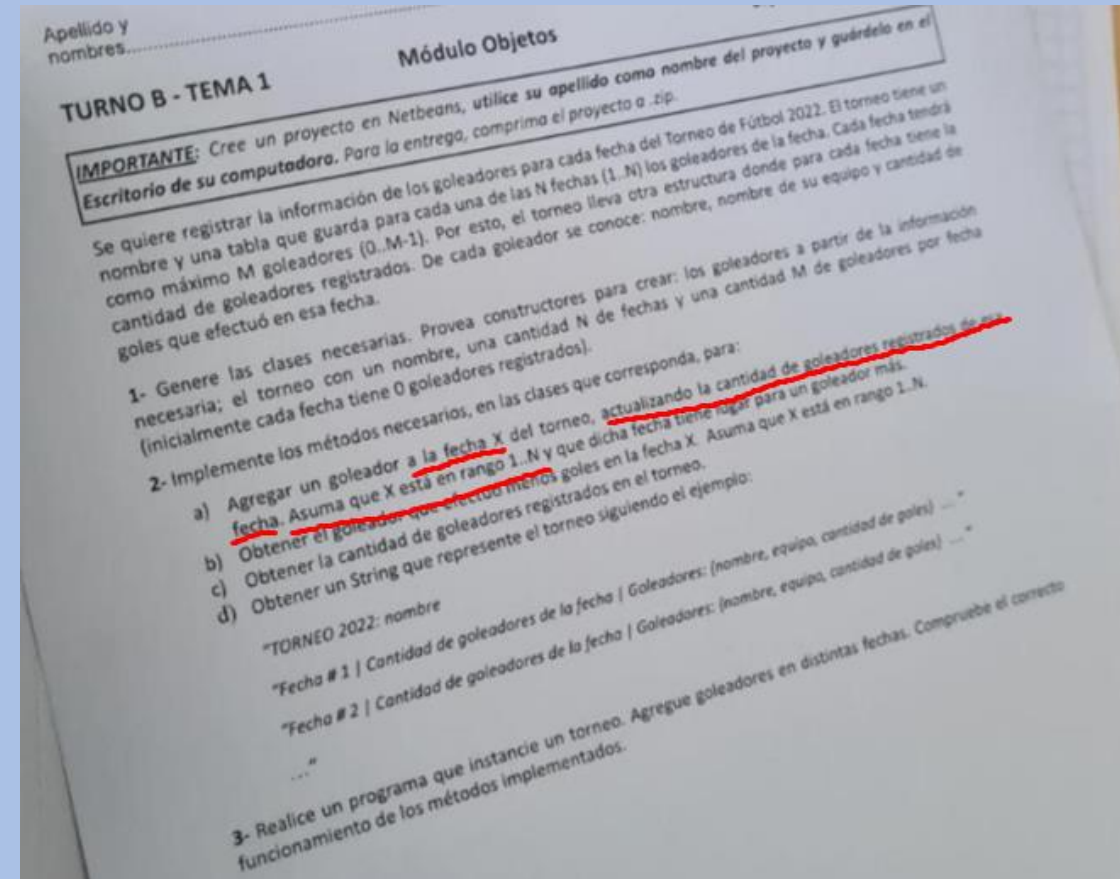 Apellido y
nombres
Módulo Objetos
TURNO B - TEMA 1
IMPORTANTE: Cree un proyecto en Netbeans, utilice su apellido como nombre del proyecto y guárdelo en el
Escritorio de su computadora. Para la entrega, comprima el proyecto a .zip.
Se quiere registrar la información de los goleadores para cada fecha del Torneo de Fútbol 2022. El torneo tiene un
nombre y una tabla que guarda para cada una de las N fechas (1..N) los goleadores de la fecha. Cada fecha tendrá
como máximo M goleadores (0..M-1). Por esto, el torneo lleva otra estructura donde para cada fecha tiene la
cantidad de goleadores registrados. De cada goleador se conoce: nombre, nombre de su equipo y cantidad de
goles que efectuó en esa fecha.
1- Genere las clases necesarias. Provea constructores para crear: los goleadores a partir de la información
necesaria; el torneo con un nombre, una cantidad N de fechas y una cantidad M de goleadores por fecha
(inicialmente cada fecha tiene 0 goleadores registrados).
2- Implemente los métodos necesarios, en las clases que corresponda, para:
a) Agregar un goleador a la fecha X del torneo, actualizando la cantidad de goleadores registrados de esa
fecha. Asuma que X está en rango 1..N y que dicha fecha tiene lugar para un goleador más.
b) Obtener el goleador que efectuó menos goles en la fecha X. Asuma que X está en rango 1..N.
c) Obtener la cantidad de goleadores registrados en el torneo.
d) Obtener un String que represente el torneo siguiendo el ejemplo:
"TORNEO 2022: nombre
"Fecha # 1 | Cantidad de goleadores de la fecha | Goleadores: (nombre, equipo, cantidad de goles) ... "
"Fecha # 2 | Cantidad de goleadores de la fecha | Goleadores: (nombre, equipo, cantidad de goles) ... "
..."
3- Realice un programa que instancie un torneo. Agregue goleadores en distintas fechas. Compruebe el correcto
funcionamiento de los métodos implementados.